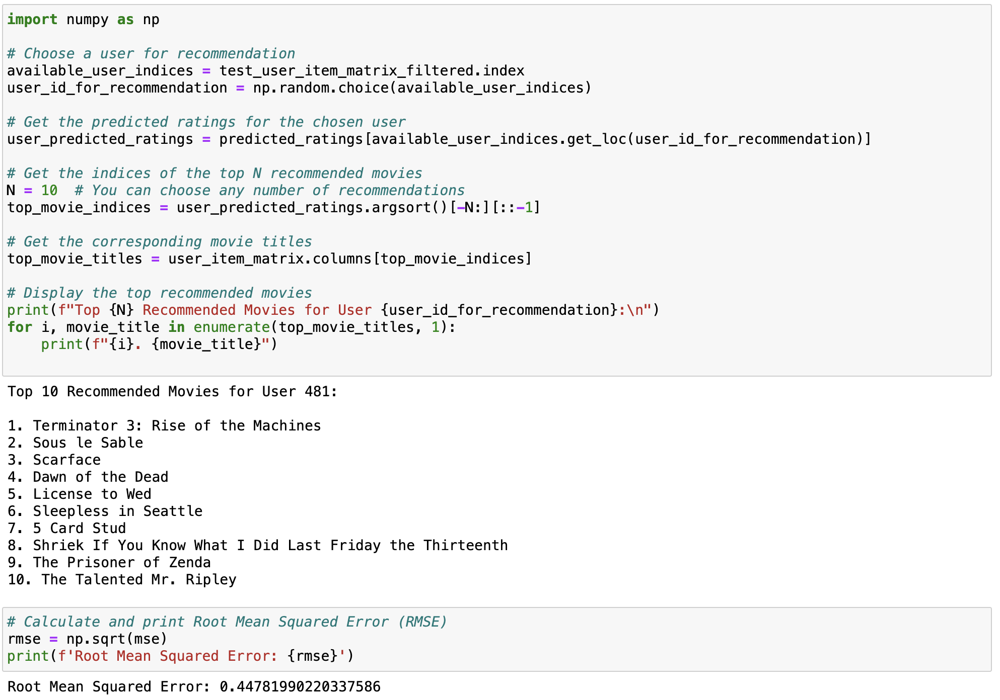 import numpy as np
# Choose a user for recommendation
available_user_indices = test_user_item_matrix_filtered.index
user_id_for_recommendation = np.random.choice(available_user_indices)
# Get the predicted ratings for the chosen user
user_predicted_ratings = predicted_ratings[available_user_indices.get_loc(user_id_for_recommendation)]
# Get the indices of the top N recommended movies
N = 10  # You can choose any number of recommendations
top_movie_indices = user_predicted_ratings.argsort()[-N:][::-1]
# Get the corresponding movie titles
top_movie_titles = user_item_matrix.columns[top_movie_indices]
# Display the top recommended movies
print(f"Top {N} Recommended Movies for User {user_id_for_recommendation}:\n")
for i, movie_title in enumerate(top_movie_titles, 1):
    print(f"{i}. {movie_title}")
Top 10 Recommended Movies for User 481:
1. Terminator 3: Rise of the Machines
2. Sous le Sable
3. Scarface
4. Dawn of the Dead
5. License to Wed
6. Sleepless in Seattle
7. 5 Card Stud
8. Shriek If You Know What I Did Last Friday the Thirteenth
9. The Prisoner of Zenda
10. The Talented Mr. Ripley
# Calculate and print Root Mean Squared Error (RMSE)
rmse = np.sqrt(mse)
print(f'Root Mean Squared Error: {rmse}')
Root Mean Squared Error: 0.44781990220337586